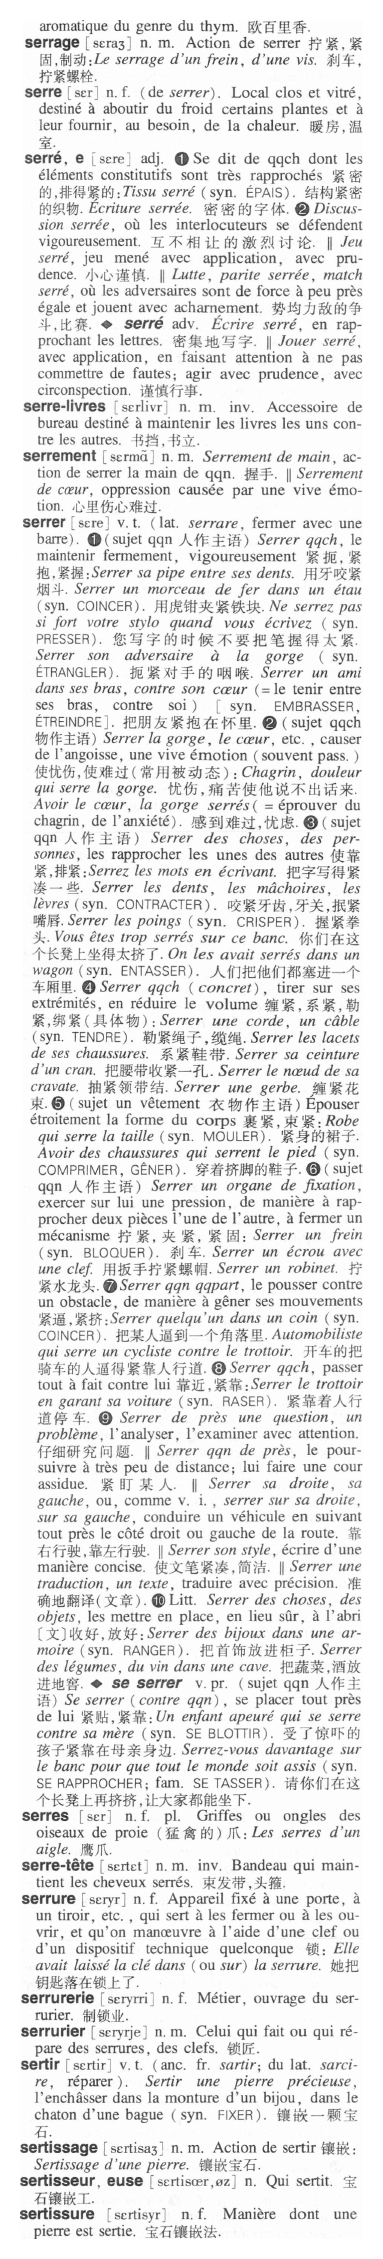 aromatique du genre du thym. 欧百里香.
serrage [sɛraʒ] n. m. Action de serrer 拧紧,紧
固,制动:Le serrage d'un frein, d'une vis. 刹车,
拧紧螺栓.
serre [sɛr] n. f. (de serrer). Local clos et vitré,
destiné à aboutir du froid certains plantes et à
leur fournir, au besoin, de la chaleur. 暖房,温
室.
serré, e [sɛre] adj. ❶ Se dit de qqch dont les
éléments constitutifs sont très rapprochés 紧密
的,排得紧的:Tissu serré (syn. ÉPAIS). 结构紧密
的织物. Écriture serrée. 密密的字体. ❷ Discus-
sion serrée, où les interlocuteurs se défendent
vigoureusement. 互不相让的激烈讨论. ‖ Jeu
serré, jeu mené avec application, avec pru-
dence. 小心谨慎. ‖ Lutte, parite serrée, match
serré, où les adversaires sont de force à peu près
égale et jouent avec acharnement. 势均力敌的争
斗,比赛. ◆ serré adv. Écrire serré, en rap-
prochant les lettres. 密集地写字. ‖ Jouer serré,
avec application, en faisant attention à ne pas
commettre de fautes; agir avec prudence, avec
circonspection. 谨慎行事.
serre-livres [sɛrlivr] n. m. inv. Accessoire de
bureau destiné à maintenir les livres les uns con-
tre les autres. 书挡,书立.
serrement [sɛrmɑ̃] n. m. Serrement de main, ac-
tion de serrer la main de qqn. 握手. ‖ Serrement
de cœur, oppression causée par une vive émo-
tion. 心里伤心难过.
serrer [sɛre] v. t. (lat. serrare, fermer avec une
barre). ❶ (sujet qqn 人作主语) Serrer qqch, le
maintenir fermement, vigoureusement 紧扼,紧
抱,紧握:Serrer sa pipe entre ses dents. 用牙咬紧
烟斗. Serrer un morceau de fer dans un étau
(syn. COINCER). 用虎钳夹紧铁块. Ne serrez pas
si fort votre stylo quand vous écrivez (syn.
PRESSER). 您写字的时候不要把笔握得太紧.
Serrer son adversaire à la gorge (syn.
ÉTRANGLER). 扼紧对手的咽喉. Serrer un ami
dans ses bras, contre son cœur (= le tenir entre
ses bras, contre soi) [syn. EMBRASSER,
ÉTREINDRE]. 把朋友紧抱在怀里. ❷ (sujet qqch
物作主语) Serrer la gorge, le cœur, etc., causer
de l'angoisse, une vive émotion (souvent pass.)
使忧伤,使难过(常用被动态): Chagrin, douleur
qui serre la gorge. 忧伤,痛苦使他说不出话来.
Avoir le cœur, la gorge serrés ( = éprouver du
chagrin, de l'anxiété). 感到难过,忧虑. ❸ (sujet
qqn 人作主语) Serrer des choses, des per-
sonnes, les rapprocher les unes des autres 使靠
紧,排紧:Serrez les mots en écrivant. 把字写得紧
凑一些. Serrer les dents, les mâchoires, les
lèvres (syn. CONTRACTER). 咬紧牙齿,牙关,抿紧
嘴唇. Serrer les poings (syn. CRISPER). 握紧拳
头. Vous êtes trop serrés sur ce banc. 你们在这
个长凳上坐得太挤了. On les avait serrés dans un
wagon (syn. ENTASSER). 人们把他们都塞进一个
车厢里. ❹ Serrer qqch (concret), tirer sur ses
extrémités, en réduire le volume 缠紧,系紧,勒
紧,绑紧(具体物): Serrer une corde, un câble
(syn. TENDRE). 勒紧绳子,缆绳. Serrer les lacets
de ses chaussures. 系紧鞋带. Serrer sa ceinture
d'un cran. 把腰带收紧一孔. Serrer le nœud de sa
cravate. 抽紧领带结. Serrer une gerbe. 缠紧花
束. ❺ (sujet un vêtement 衣物作主语) Épouser
étroitement la forme du corps 裹紧,束紧: Robe
qui serre la taille (syn. MOULER). 紧身的裙子.
Avoir des chaussures qui serrent le pied (syn.
COMPRIMER, GÊNER). 穿着挤脚的鞋子. ❻ (sujet
qqn 人作主语) Serrer un organe de fixation,
exercer sur lui une pression, de manière à rap-
procher deux pièces l'une de l'autre, à fermer un
mécanisme 拧紧,夹紧,紧固: Serrer un frein
(syn. BLOQUER). 刹车. Serrer un écrou avec
une clef. 用扳手拧紧螺帽. Serrer un robinet. 拧
紧水龙头. ❼ Serrer qqn qqpart, le pousser contre
un obstacle, de manière à gêner ses mouvements
紧逼,紧挤:Serrer quelqu'un dans un coin (syn.
COINCER). 把某人逼到一个角落里. Automobiliste
qui serre un cycliste contre le trottoir. 开车的把
骑车的人逼得紧靠人行道. ❽ Serrer qqch, passer
tout à fait contre lui 靠近,紧靠:Serrer le trottoir
en garant sa voiture (syn. RASER). 紧靠着人行
道停车. ❾ Serrer de près une question, un
problème, l'analyser, l'examiner avec attention.
仔细研究问题. ‖ Serrer qqn de près, le pour-
suivre à très peu de distance; lui faire une cour
assidue. 紧盯某人. ‖ Serrer sa droite, sa
gauche, ou, comme v. i., serrer sur sa droite,
sur sa gauche, conduire un véhicule en suivant
tout près le côté droit ou gauche de la route. 靠
右行驶,靠左行驶. ‖ Serrer son style, écrire d'une
manière concise. 使文笔紧凑,简洁. ‖ Serrer une
traduction, un texte, traduire avec précision. 准
确地翻译(文章). ❿ Litt. Serrer des choses, des
objets, les mettre en place, en lieu sûr, à l'abri
〔文〕收好,放好:Serrer des bijoux dans une ar-
moire (syn. RANGER). 把首饰放进柜子. Serrer
des légumes, du vin dans une cave. 把蔬菜,酒放
进地窖. ◆ se serrer v. pr. (sujet qqn 人作主
语) Se serrer (contre qqn), se placer tout près
de lui 紧贴,紧靠:Un enfant apeuré qui se serre
contre sa mère (syn. SE BLOTTIR). 受了惊吓的
孩子紧靠在母亲身边. Serrez-vous davantage sur
le banc pour que tout le monde soit assis (syn.
SE RAPPROCHER; fam. SE TASSER). 请你们在这
个长凳上再挤挤,让大家都能坐下.
serres [sɛr] n. f. pl. Griffes ou ongles des
oiseaux de proie (猛禽的)爪:Les serres d'un
aigle. 鹰爪.
serre-tête [sɛrtɛt] n. m. inv. Bandeau qui main-
tient les cheveux serrés. 束发带,头箍.
serrure [sɛryr] n. f. Appareil fixé à une porte, à
un tiroir, etc., qui sert à les fermer ou à les ou-
vrir, et qu'on manœuvre à l'aide d'une clef ou
d'un dispositif technique quelconque 锁: Elle
avait laissé la clé dans (ou sur) la serrure. 她把
钥匙落在锁上了.
serrurerie [sɛryrri] n. f. Métier, ouvrage du ser-
rurier. 制锁业.
serrurier [sɛryrje] n. m. Celui qui fait ou qui ré-
pare des serrures, des clefs. 锁匠.
sertir [sɛrtir] v. t. (anc. fr. sartir; du lat. sarci-
re, réparer). Sertir une pierre précieuse,
l'enchâsser dans la monture d'un bijou, dans le
chaton d'une bague (syn. FIXER). 镶嵌一颗宝
石.
sertissage [sɛrtisaʒ] n. m. Action de sertir 镶嵌:
Sertissage d'une pierre. 镶嵌宝石.
sertisseur, euse [sɛrtisœr,øz] n. Qui sertit. 宝
石镶嵌工.
sertissure [sɛrtisyr] n. f. Manière dont une
pierre est sertie. 宝石镶嵌法.